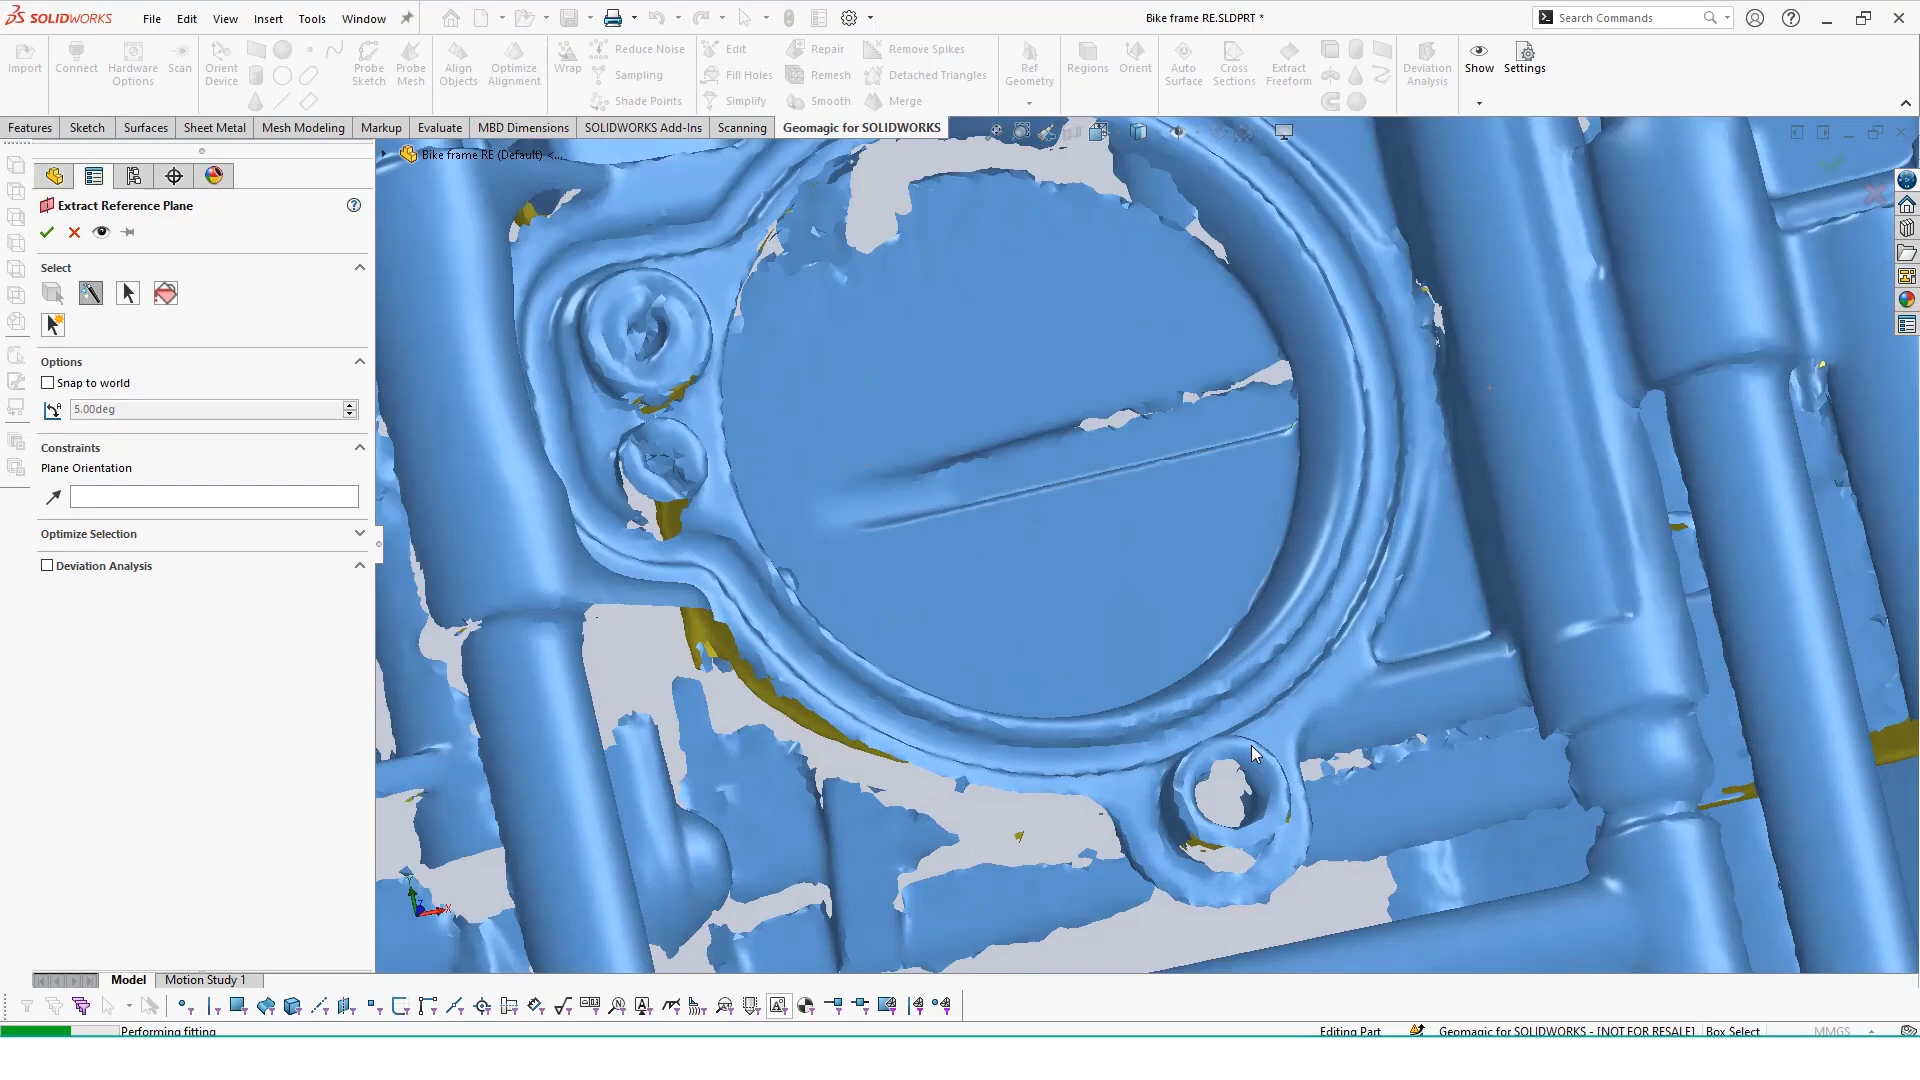 SOLIDWORKS
File Edit View Insert Tools Window
Bike frame RE.SLDPRT *
Search Commands
Import
Connect
Hardware Options
Scan
Orient Device
Probe Sketch
Probe Mesh
Align Objects
Optimize Alignment
Wrap
Reduce Noise
Sampling
Shade Points
Edit
Fill Holes
Simplify
Repair
Remesh
Smooth
Remove Spikes
Detached Triangles
Merge
Ref Geometry
Regions
Orient
Auto Surface
Cross Sections
Extract Freeform
Deviation Analysis
Show
Settings
Features Sketch Surfaces Sheet Metal Mesh Modeling Markup Evaluate MBD Dimensions SOLIDWORKS Add-Ins Scanning Geomagic for SOLIDWORKS
Bike frame RE (Default) <...
Extract Reference Plane
Select
Options
Snap to world
5.00deg
Constraints
Plane Orientation
Optimize Selection
Deviation Analysis
Y
X
Z
Model Motion Study 1
Performing fitting
Editing Part
Geomagic for SOLIDWORKS - [NOT FOR RESALE]
Box Select
MMGS